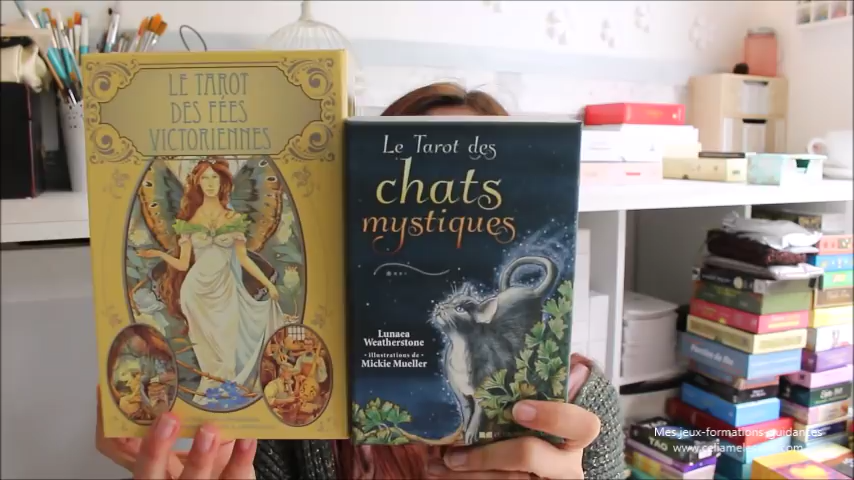 LE TAROT
DES FÉES
VICTORIENNES
Le Tarot des
chats
mystiques
Lunaea
Weatherstone
- illustrations de -
Mickie Mueller
Mes jeux-formations-guidances